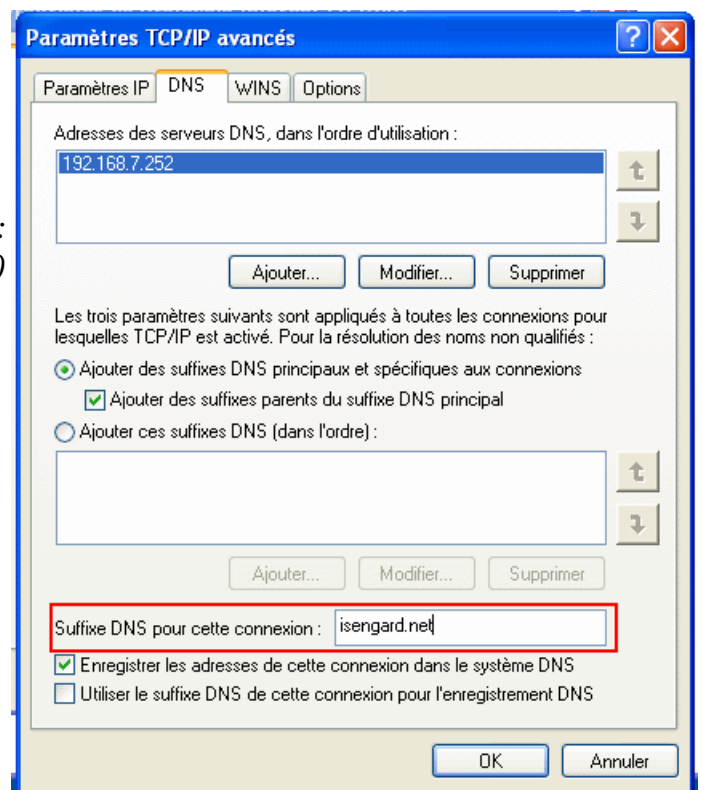 Paramètres TCP/IP avancés
Paramètres IP DNS WINS Options
Adresses des serveurs DNS, dans l'ordre d'utilisation :
192.168.7.252
:
)
Ajouter... Modifier... Supprimer
Les trois paramètres suivants sont appliqués à toutes les connexions pour
lesquelles TCP/IP est activé. Pour la résolution des noms non qualifiés :
Ajouter des suffixes DNS principaux et spécifiques aux connexions
Ajouter des suffixes parents du suffixe DNS principal
Ajouter ces suffixes DNS (dans l'ordre) :
Ajouter... Modifier... Supprimer
Suffixe DNS pour cette connexion : isengard.net
Enregistrer les adresses de cette connexion dans le système DNS
Utiliser le suffixe DNS de cette connexion pour l'enregistrement DNS
OK Annuler